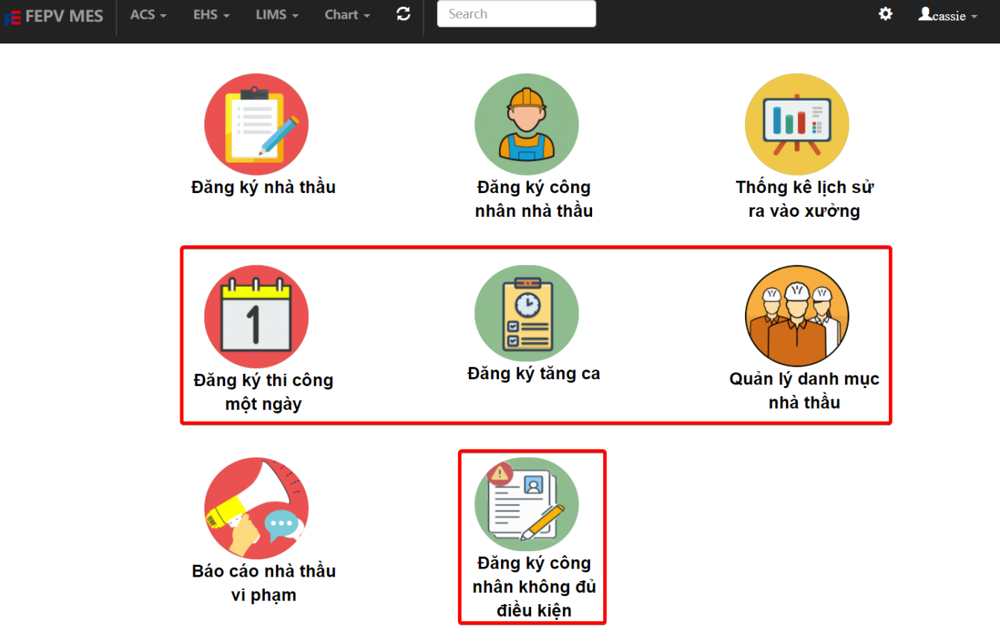 FEPV MES ACS EHS LIMS Chart Search cassie
Đăng ký nhà thầu
Đăng ký công
nhân nhà thầu
Thống kê lịch sử
ra vào xưởng
1
Đăng ký thi công
một ngày
Đăng ký tăng ca
Quản lý danh mục
nhà thầu
Báo cáo nhà thầu
vi phạm
Đăng ký công
nhân không đủ
điều kiện